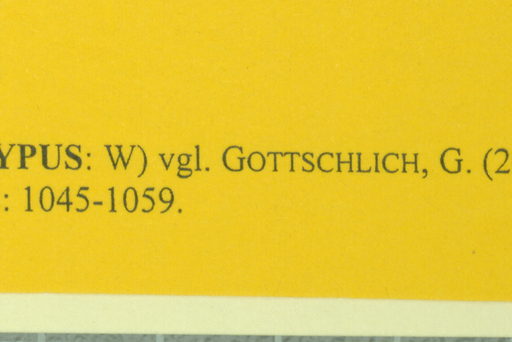 YPUS: W) vgl. GOTTSCHLICH, G. (2
: 1045-1059.